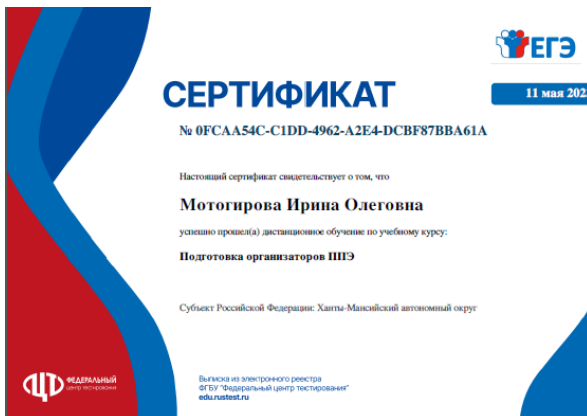 ЕГЭ
СЕРТИФИКАТ
11 мая 202
№ 0FCAA54C-C1DD-4962-A2E4-DCBF87BBA61A
Настоящий сертификат свидетельствует о том, что
Мотогирова Ирина Олеговна
успешно прошел(а) дистанционное обучение по учебному курсу:
Подготовка организаторов ППЭ
Субъект Российской Федерации: Ханты-Мансийский автономный округ
ФЕДЕРАЛЬНЫЙ
центр тестирования
Выписка из электронного реестра
ФГБУ "Федеральный центр тестирования"
edu.rustest.ru